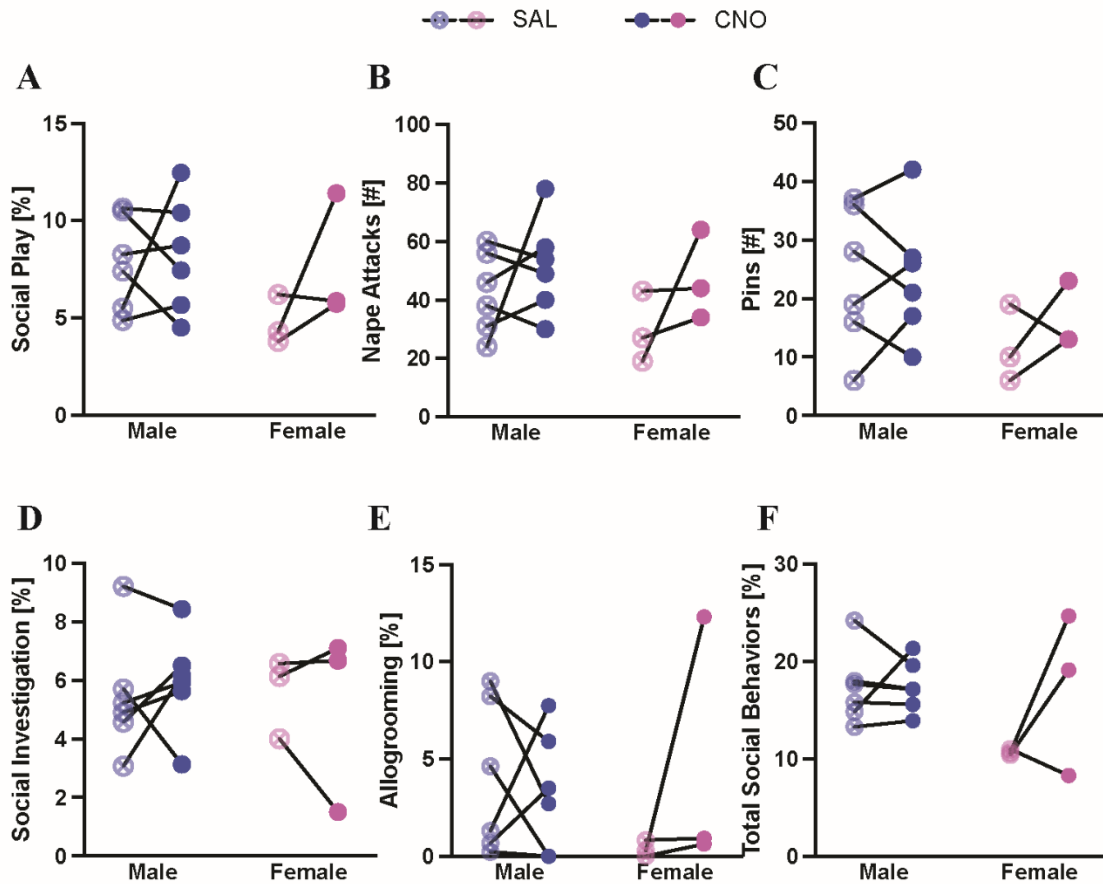 SAL CNO
A B C
Social Play [%]
15
10
5
0
Male Female
Nape Attacks [#]
100
80
60
40
20
0
Male Female
Pins [#]
50
40
30
20
10
0
Male Female
D E F
Social Investigation [%]
10
8
6
4
2
0
Male Female
Allogrooming [%]
15
10
5
0
Male Female
Total Social Behaviors [%]
30
20
10
0
Male Female